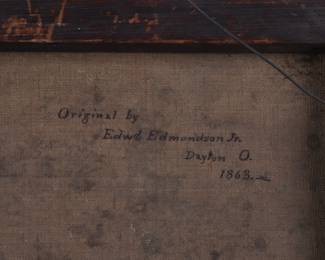 Original by
Edwd Edmondson Jr.
Dayton O.
1863.